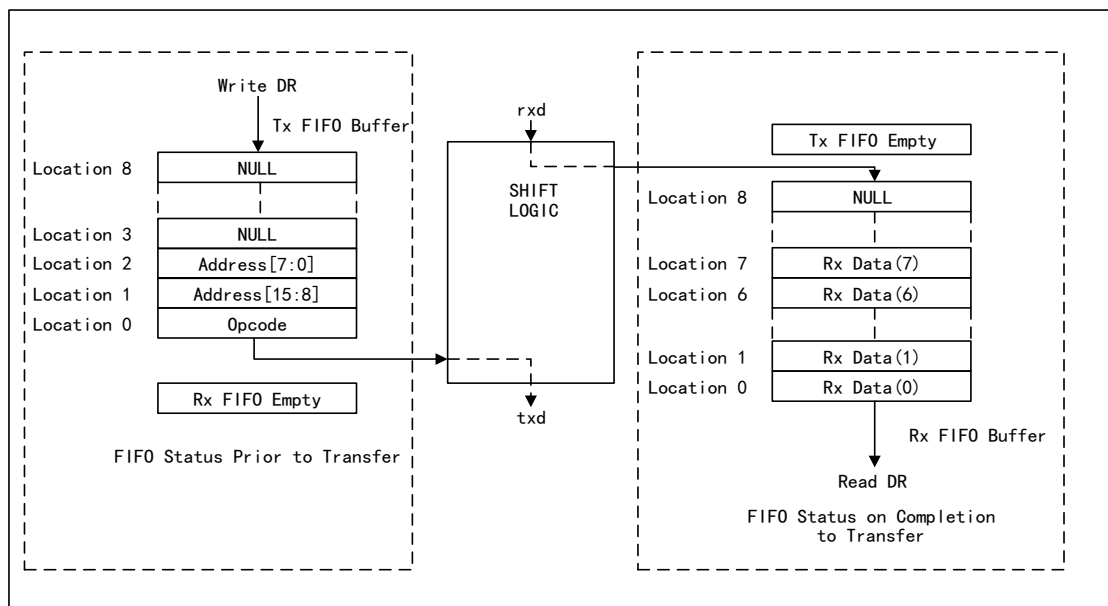 Write DR
Tx FIFO Buffer
Location 8
NULL
Location 3
NULL
Location 2
Address[7:0]
Location 1
Address[15:8]
Location 0
Opcode
Rx FIFO Empty
FIFO Status Prior to Transfer
rxd
SHIFT
LOGIC
txd
Tx FIFO Empty
Location 8
NULL
Location 7
Rx Data(7)
Location 6
Rx Data(6)
Location 1
Rx Data(1)
Location 0
Rx Data(0)
Rx FIFO Buffer
Read DR
FIFO Status on Completion
to Transfer